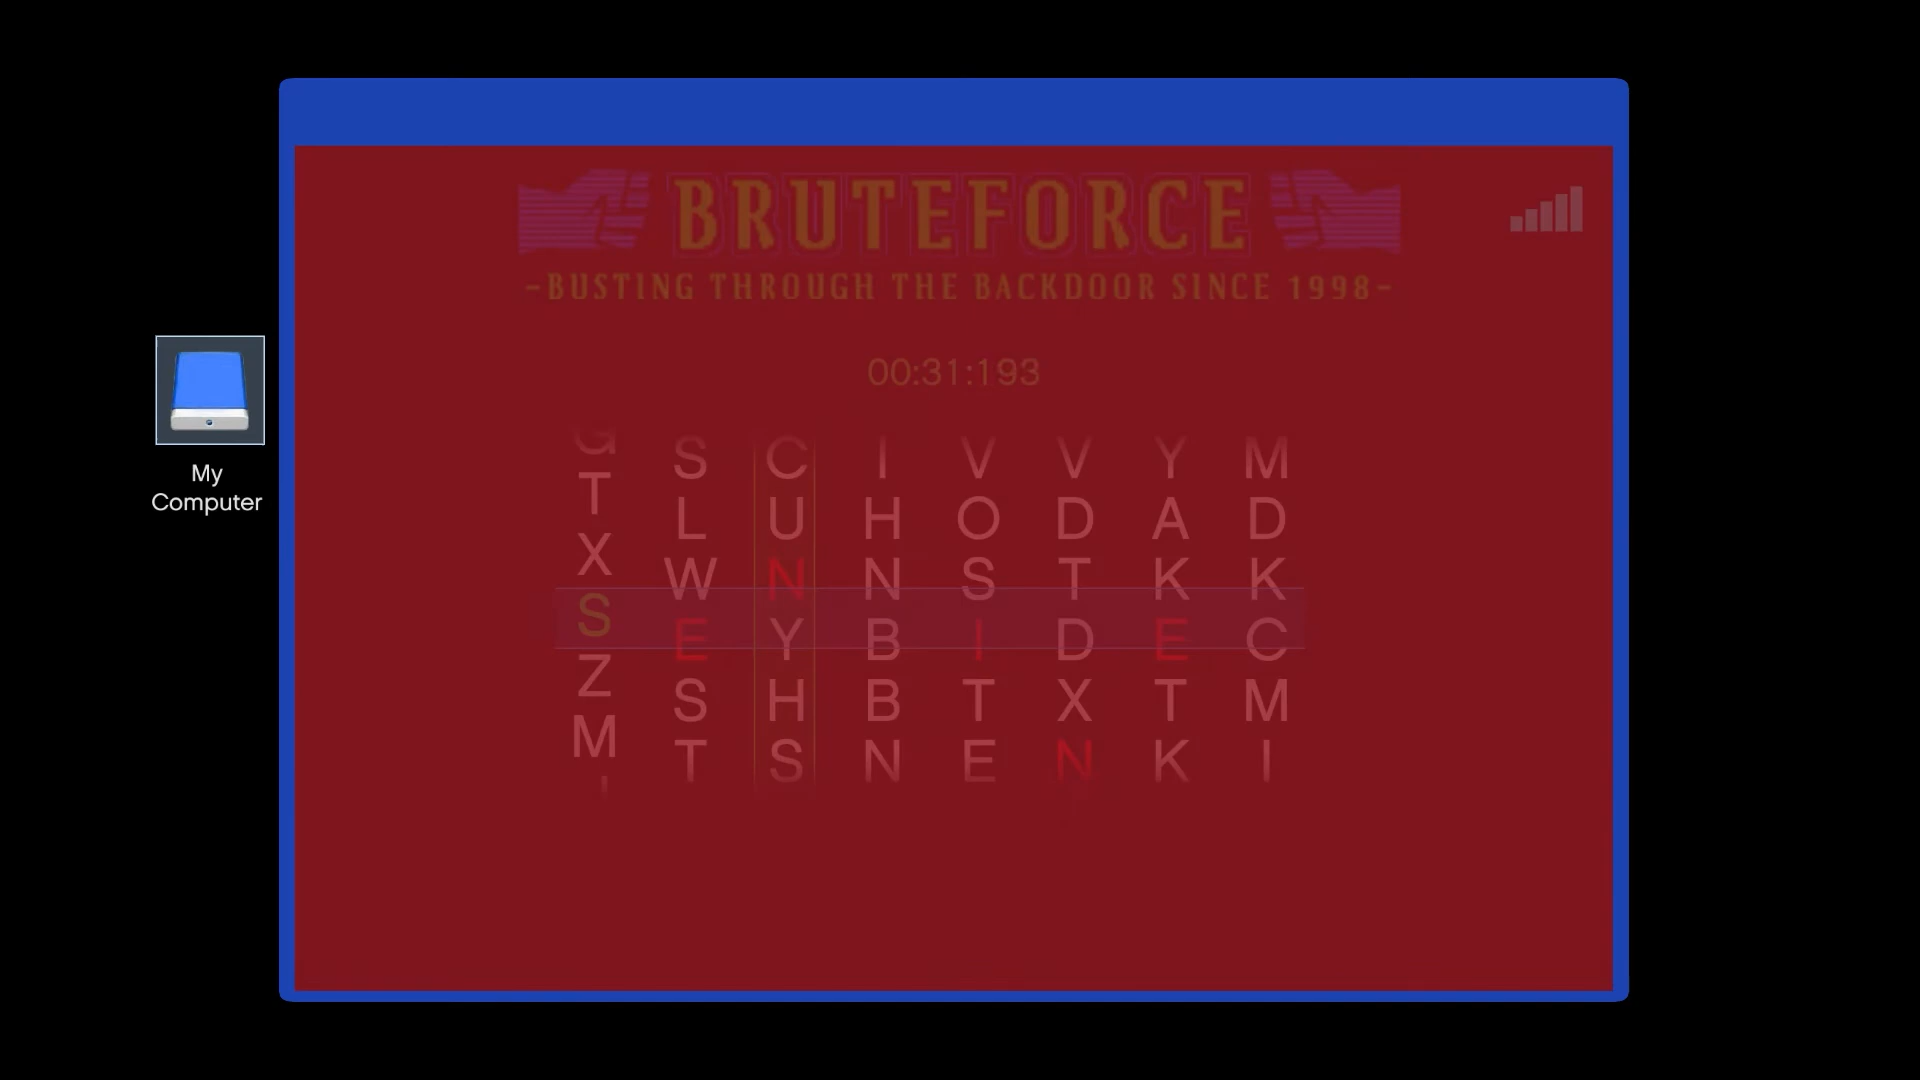 BRUTEFORCE
-BUSTING THROUGH THE BACKDOOR SINCE 1998-
00:31:193
G S C I V V Y M
T L U H O D A D
X W N N S T K K
S E Y B I D E C
Z S H B T X T M
M T S N E N K I
My
Computer